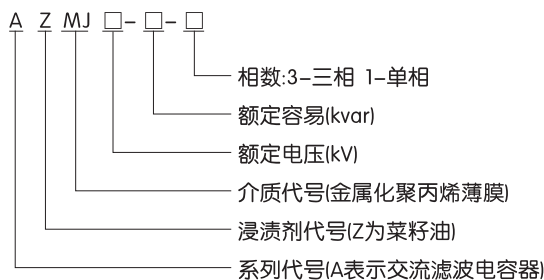 A Z MJ □-□-□
相数:3-三相 1-单相
额定容易(kvar)
额定电压(kV)
介质代号(金属化聚丙烯薄膜)
浸渍剂代号(Z为菜籽油)
系列代号(A表示交流滤波电容器)